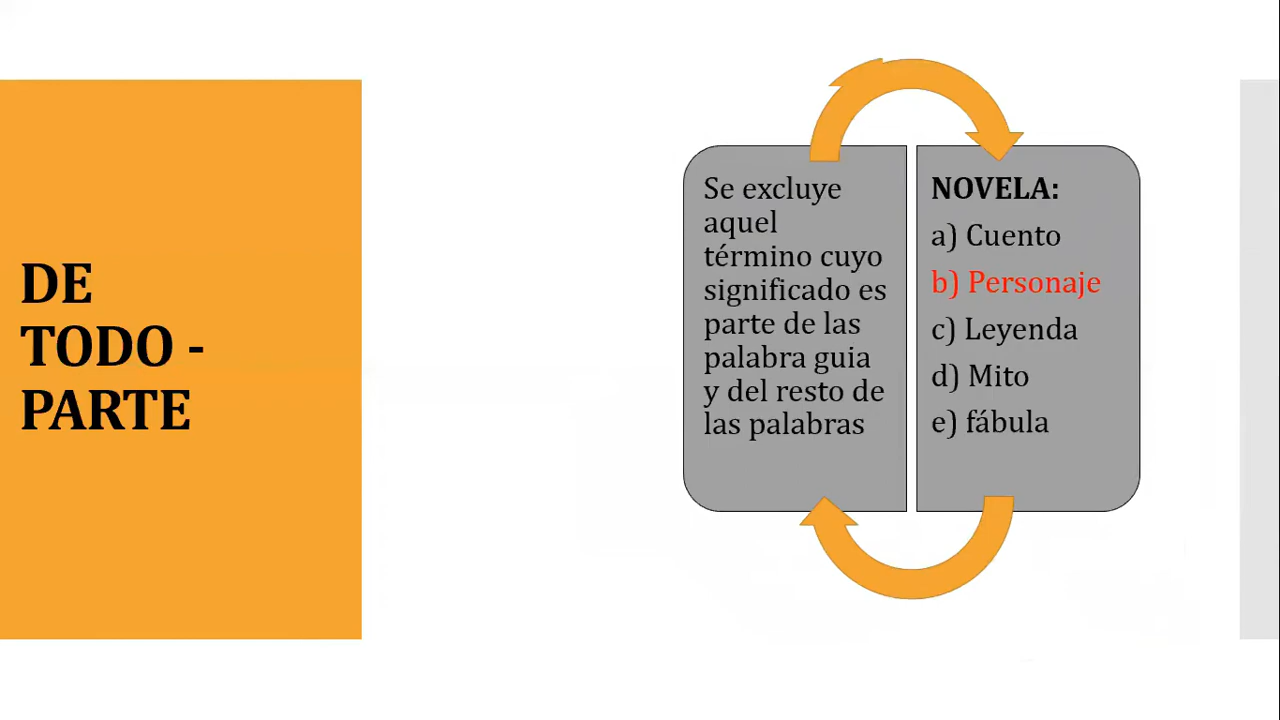 DE
TODO -
PARTE
Se excluye
aquel
término cuyo
significado es
parte de las
palabra guia
y del resto de
las palabras
NOVELA:
a) Cuento
b) Personaje
c) Leyenda
d) Mito
e) fábula